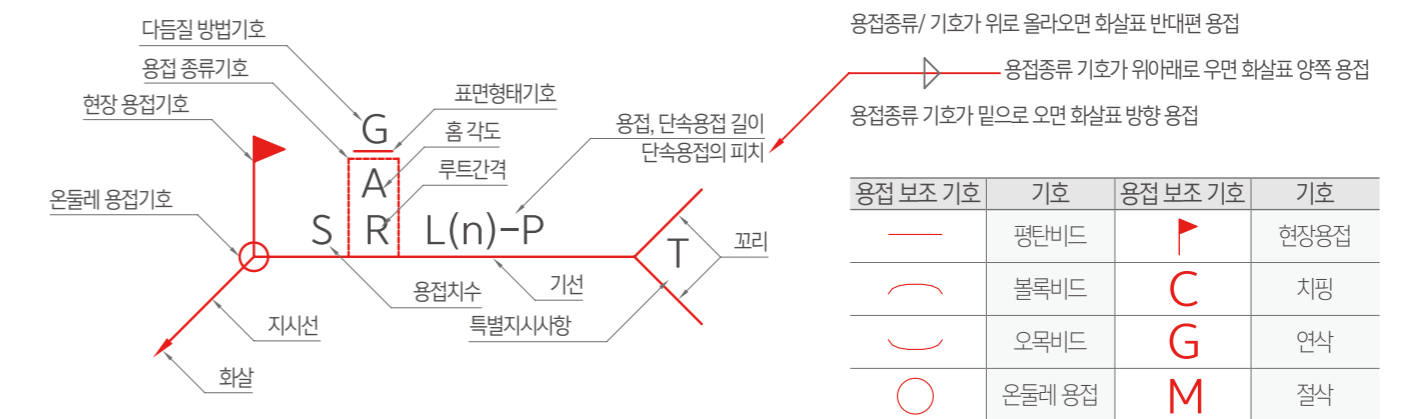 다듬질 방법기호
용접 종류기호
현장 용접기호
온둘레 용접기호
G
A
R
S
L(n)-P
T
표면형태기호
홈 각도
루트간격
용접, 단속용접 길이
단속용접의 피치
꼬리
기선
용접치수
특별지시사항
지시선
화살
용접종류/ 기호가 위로 올라오면 화살표 반대편 용접
용접종류 기호가 위아래로 우면 화살표 양쪽 용접
용접종류 기호가 밑으로 오면 화살표 방향 용접
용접 보조 기호 기호 용접 보조 기호 기호
평탄비드 현장용접
볼록비드 C 치핑
오목비드 G 연삭
온둘레 용접 M 절삭